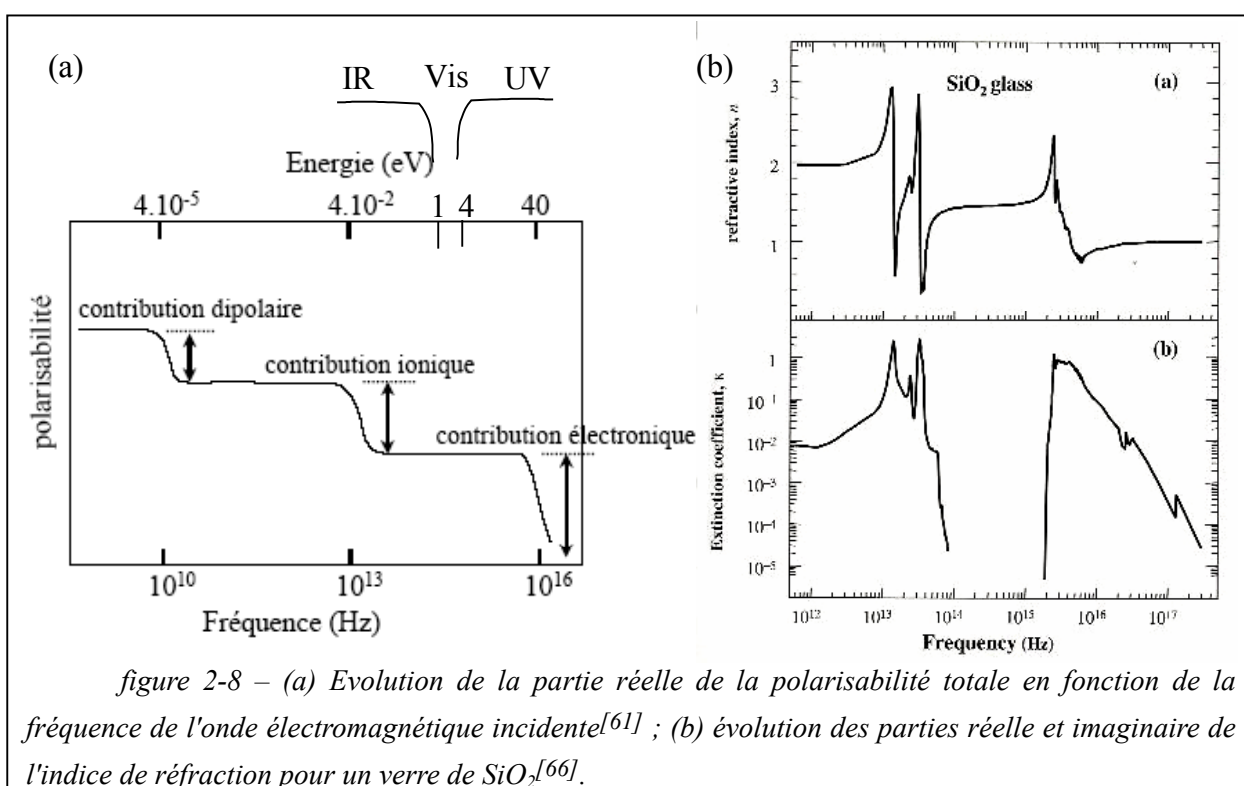 (a)
IR Vis UV
Energie (eV)
4.10⁻⁵ 4.10⁻² 1 4 40
polarisabilité
contribution dipolaire
contribution ionique
contribution électronique
10¹⁰ 10¹³ 10¹⁶
Fréquence (Hz)
(b)
SiO₂ glass (a)
refractive index, n
3
2
1
(b)
Extinction coefficient, κ
1
10⁻¹
10⁻²
10⁻³
10⁻⁴
10⁻⁵
10¹² 10¹³ 10¹⁴ 10¹⁵ 10¹⁶ 10¹⁷
Frequency (Hz)
figure 2-8 – (a) Evolution de la partie réelle de la polarisabilité totale en fonction de la
fréquence de l'onde électromagnétique incidente[61] ; (b) évolution des parties réelle et imaginaire de
l'indice de réfraction pour un verre de SiO₂[66].